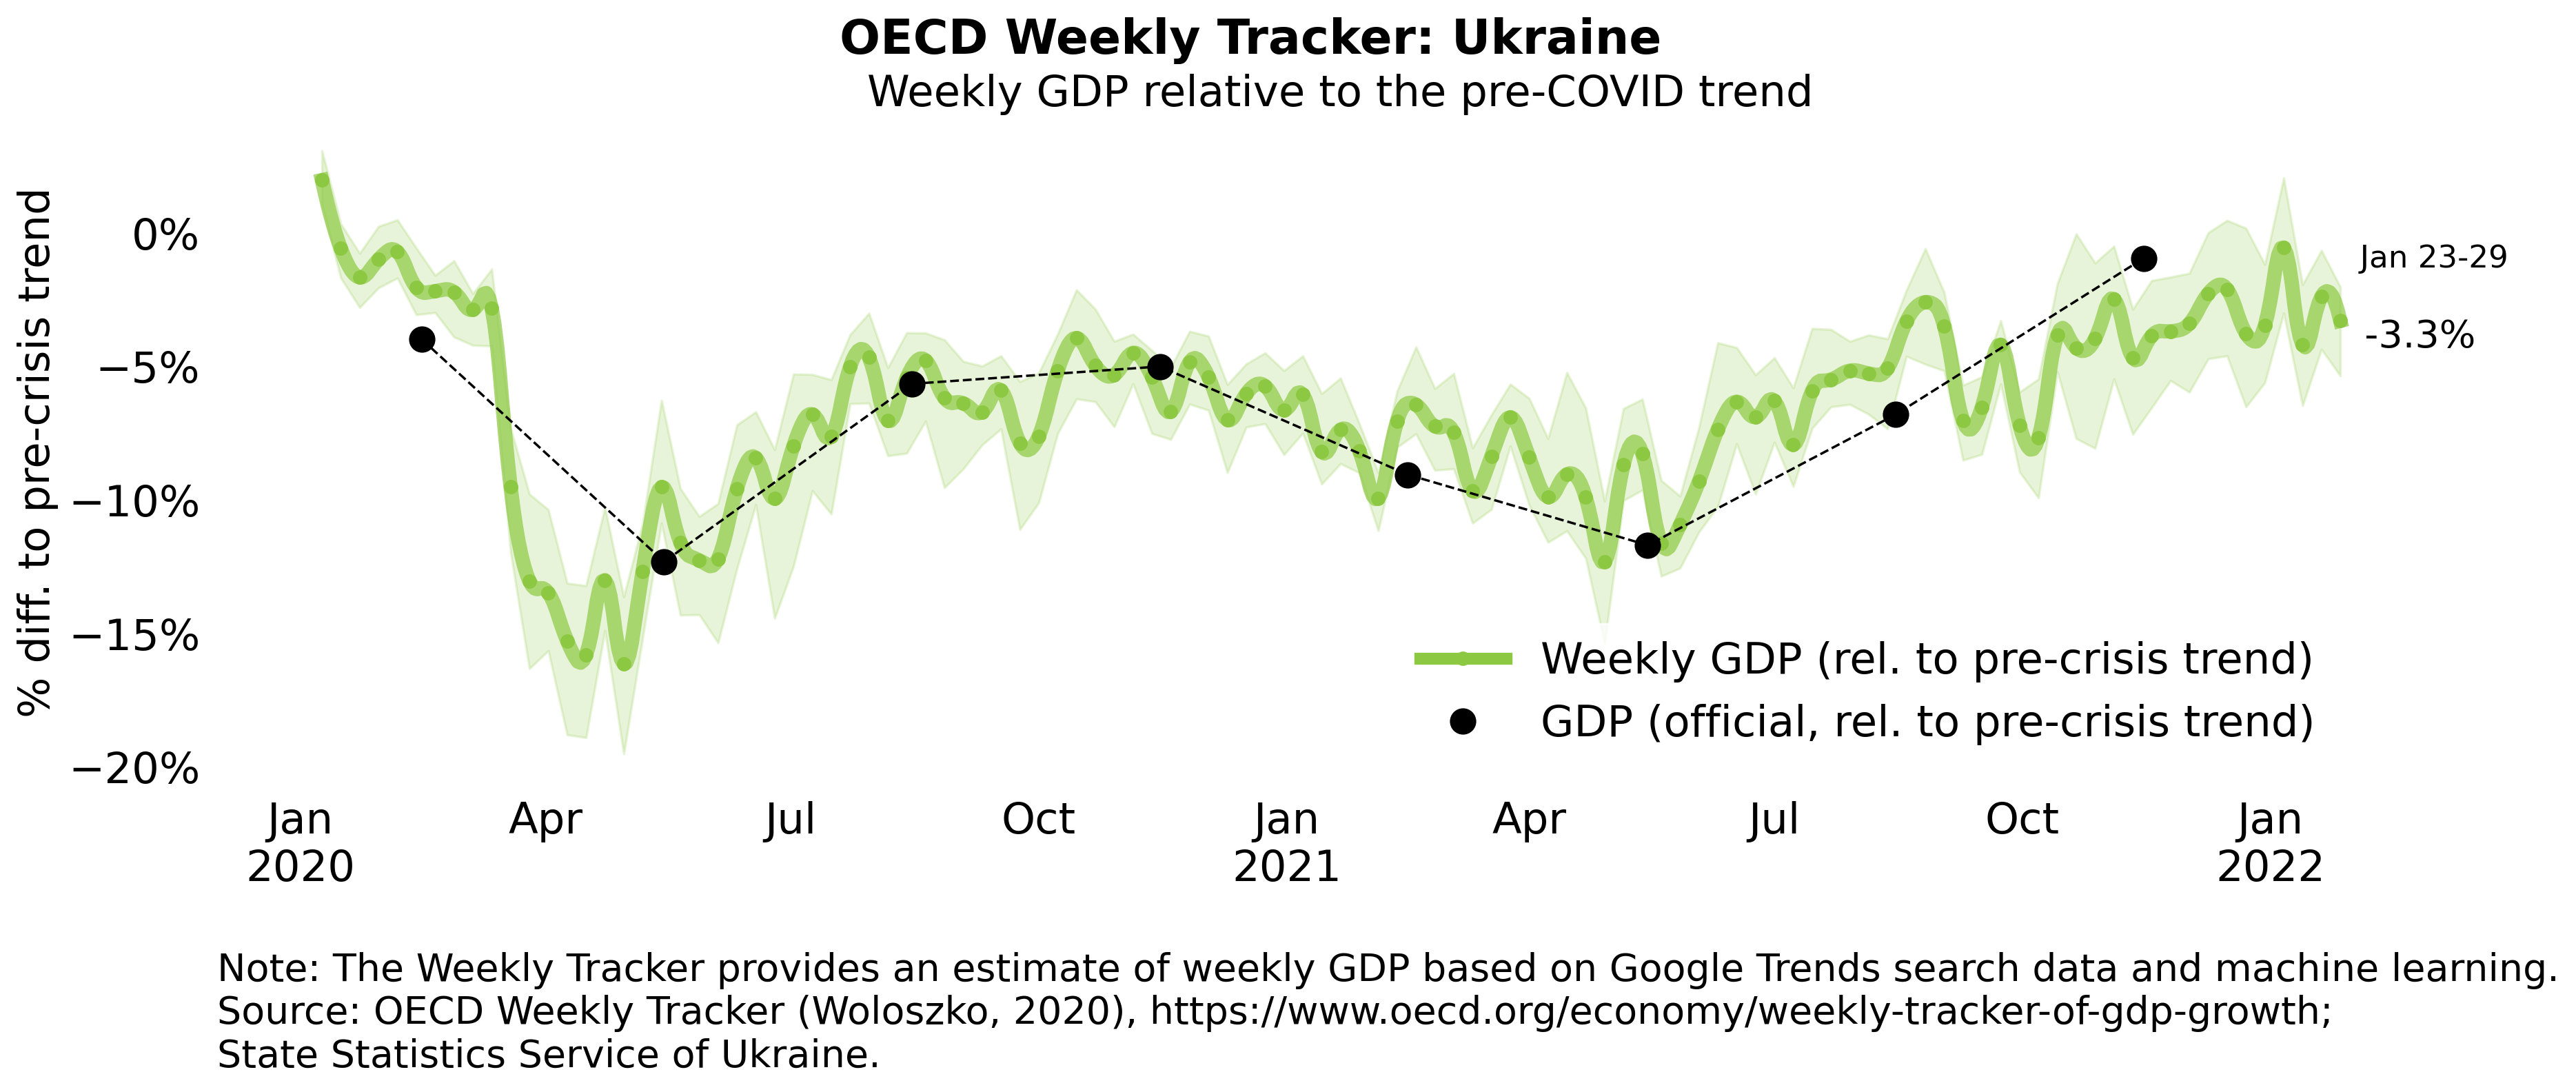 OECD Weekly Tracker: Ukraine
Weekly GDP relative to the pre-COVID trend
% diff. to pre-crisis trend
0%
−5%
−10%
−15%
−20%
Jan 23-29
-3.3%
Weekly GDP (rel. to pre-crisis trend)
GDP (official, rel. to pre-crisis trend)
Jan Apr Jul Oct Jan Apr Jul Oct Jan
2020 2021 2022
Note: The Weekly Tracker provides an estimate of weekly GDP based on Google Trends search data and machine learning.
Source: OECD Weekly Tracker (Woloszko, 2020), https://www.oecd.org/economy/weekly-tracker-of-gdp-growth;
State Statistics Service of Ukraine.